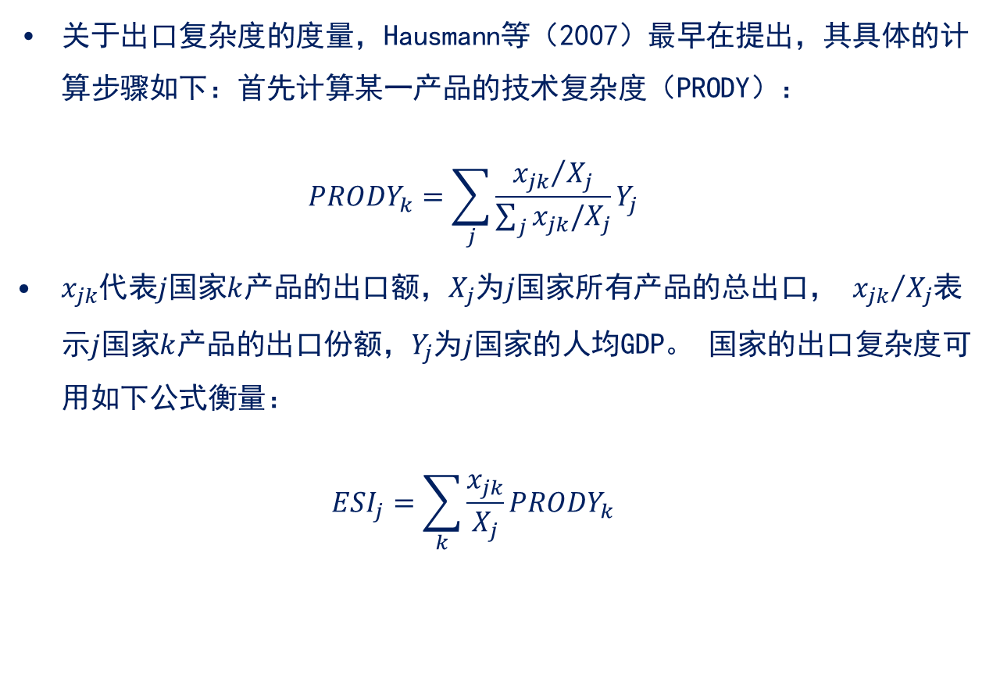 • 关于出口复杂度的度量，Hausmann等（2007）最早在提出，其具体的计
算步骤如下：首先计算某一产品的技术复杂度（PRODY）：
$PRODY_k = \sum_j \frac{x_{jk}/X_j}{\sum_j x_{jk}/X_j} Y_j$
• $x_{jk}$代表$j$国家$k$产品的出口额，$X_j$为$j$国家所有产品的总出口， $x_{jk}/X_j$表
示$j$国家$k$产品的出口份额，$Y_j$为$j$国家的人均GDP。 国家的出口复杂度可
用如下公式衡量：
$ESI_j = \sum_k \frac{x_{jk}}{X_j} PRODY_k$